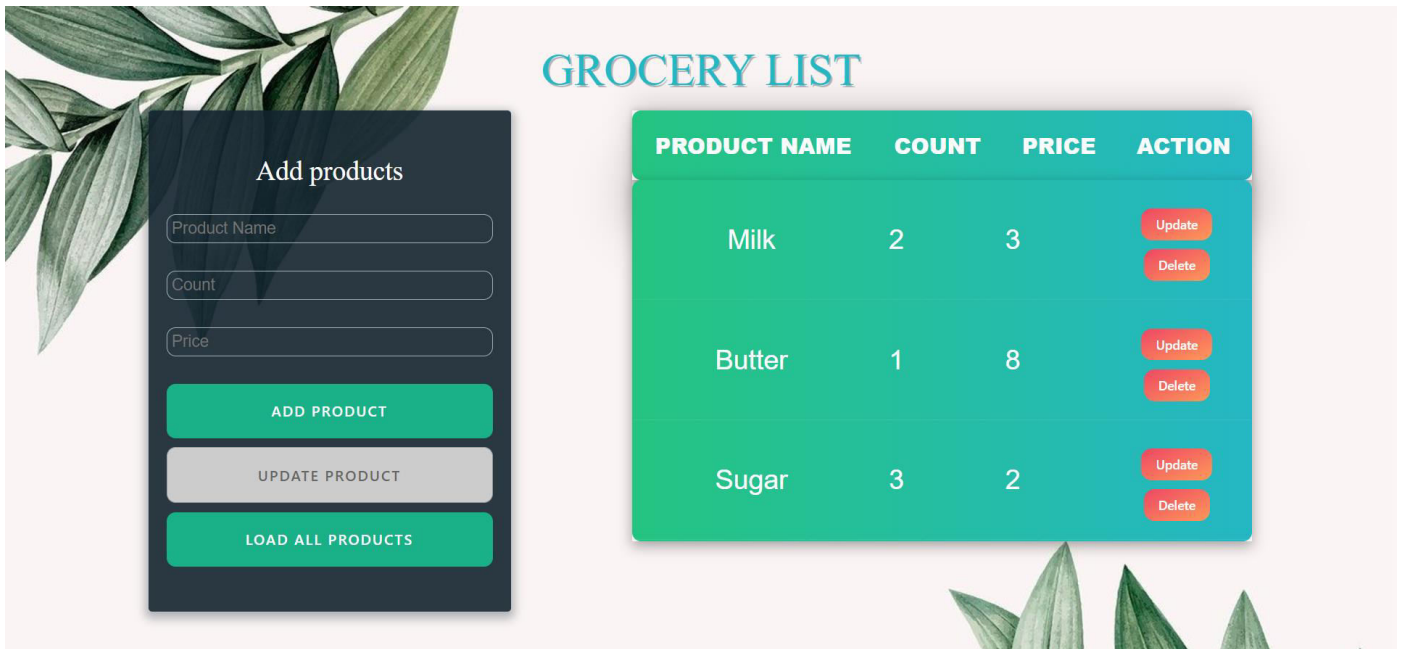 GROCERY LIST
Add products
Product Name
Count
Price
ADD PRODUCT
UPDATE PRODUCT
LOAD ALL PRODUCTS
PRODUCT NAME COUNT PRICE ACTION
Milk 2 3 Update
Delete
Butter 1 8 Update
Delete
Sugar 3 2 Update
Delete